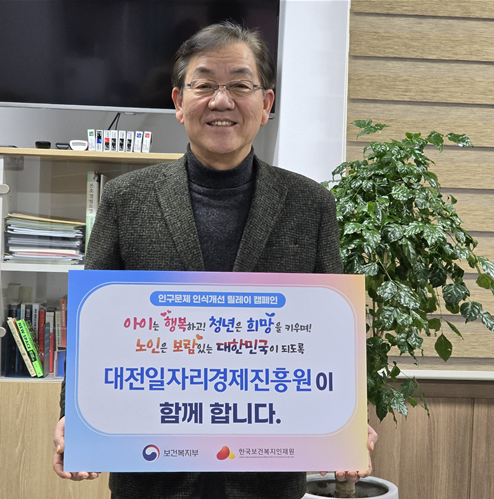 인구문제 인식개선 릴레이 캠페인
아이는 행복하고! 청년은 희망을 키우며!
노인은 보람있는 대한민국이 되도록
대전일자리경제진흥원이
함께 합니다.
보건복지부 한국보건복지인재원